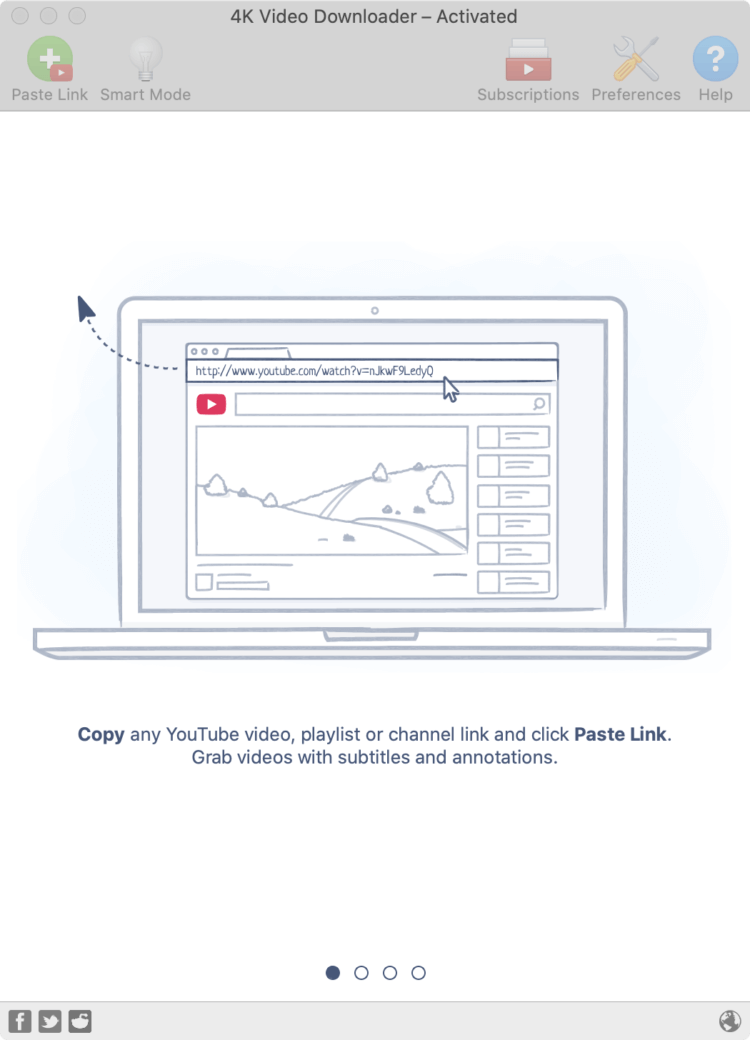 4K Video Downloader – Activated
Paste Link
Smart Mode
Subscriptions
Preferences
Help
http://www.youtube.com/watch?v=nJkwF9LedyQ
Copy any YouTube video, playlist or channel link and click Paste Link.
Grab videos with subtitles and annotations.